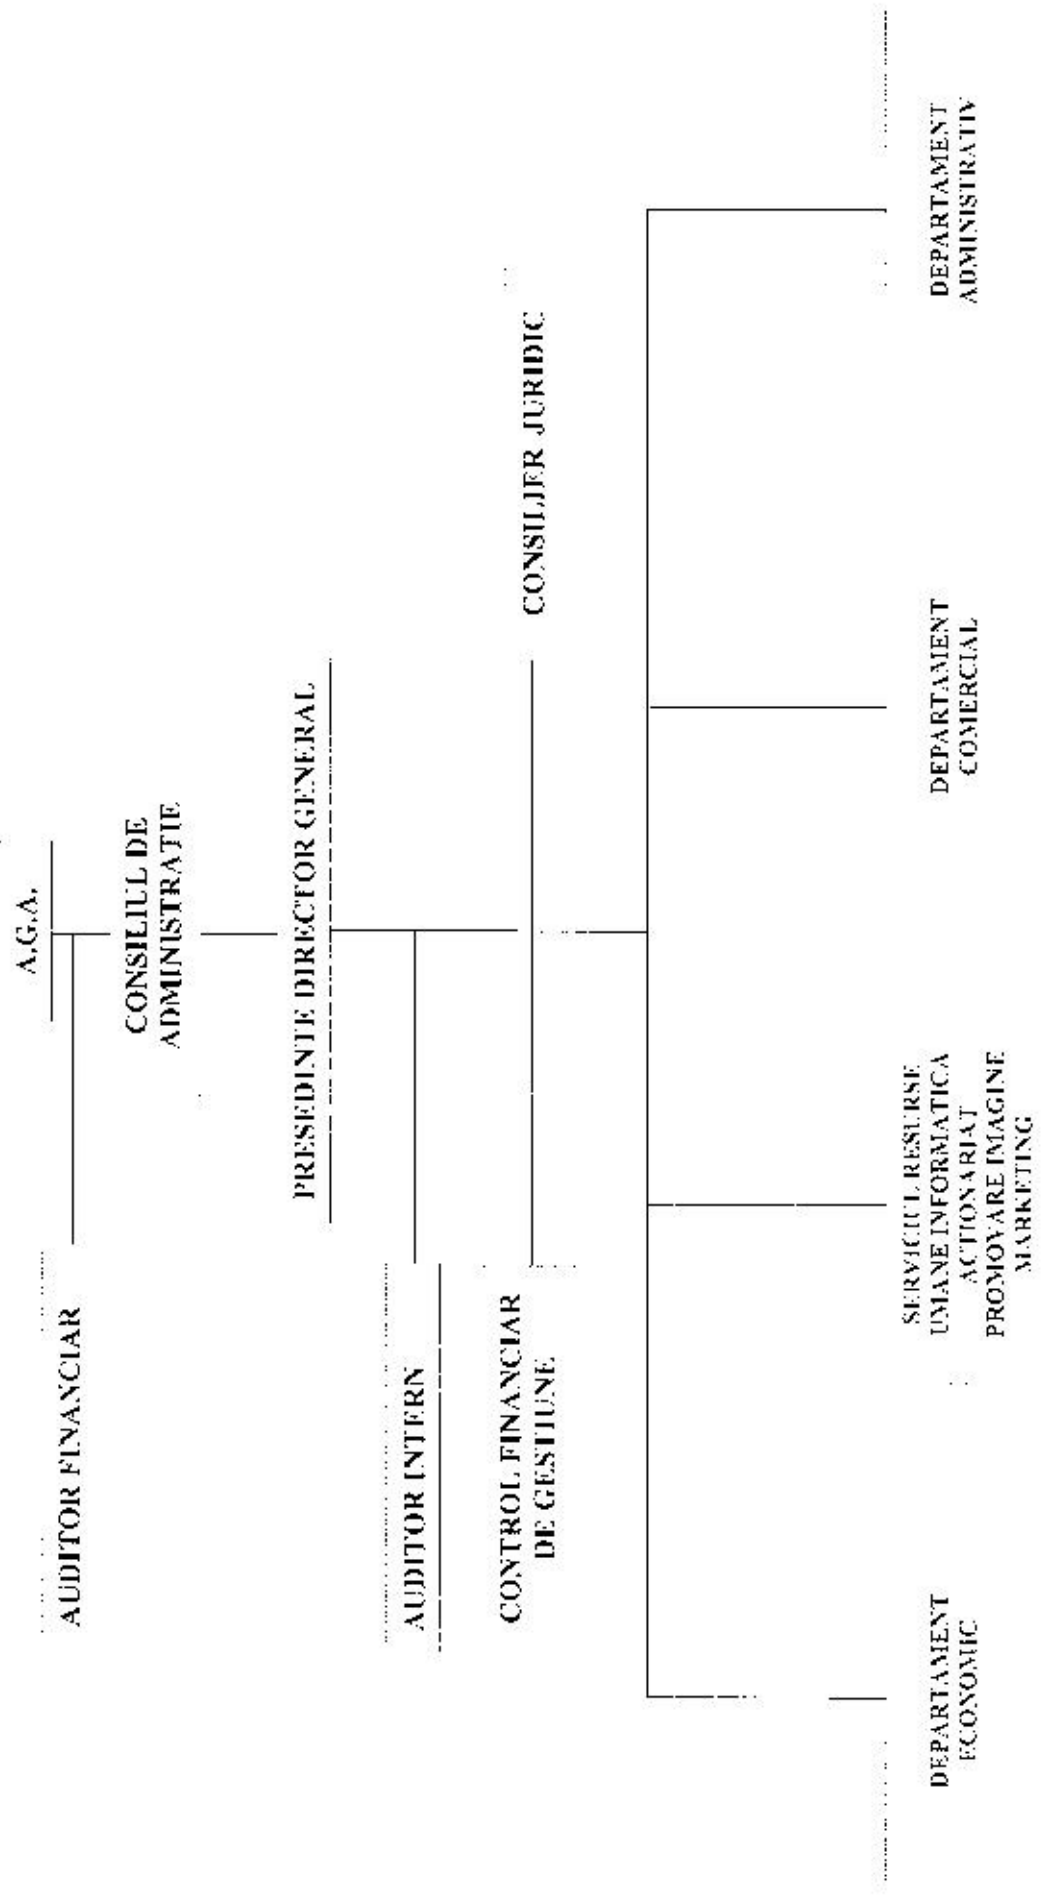 A.G.A.
AUDITOR FINANCIAR
CONSILIUL DE
ADMINISTRATIE
PRESEDINTE DIRECTOR GENERAL
AUDITOR INTERN
CONTROL FINANCIAR
DE GESTIUNE
CONSILIER JURIDIC
DEPARTAMENT
ECONOMIC
SERVICIUL RESURSE
UMANE INFORMATICA
ACTIONARIAT
PROMOVARE IMAGINE
MARKETING
DEPARTAMENT
COMERCIAL
DEPARTAMENT
ADMINISTRATIV